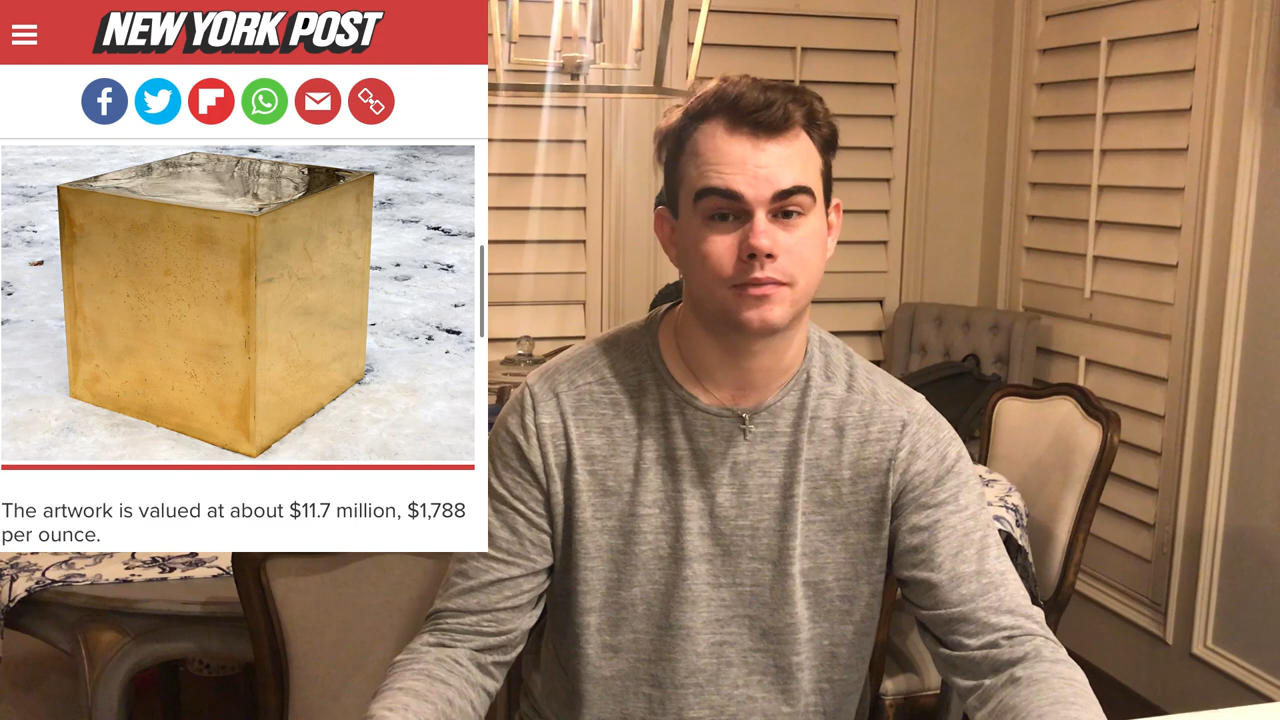 NEW YORK POST
The artwork is valued at about $11.7 million, $1,788
per ounce.